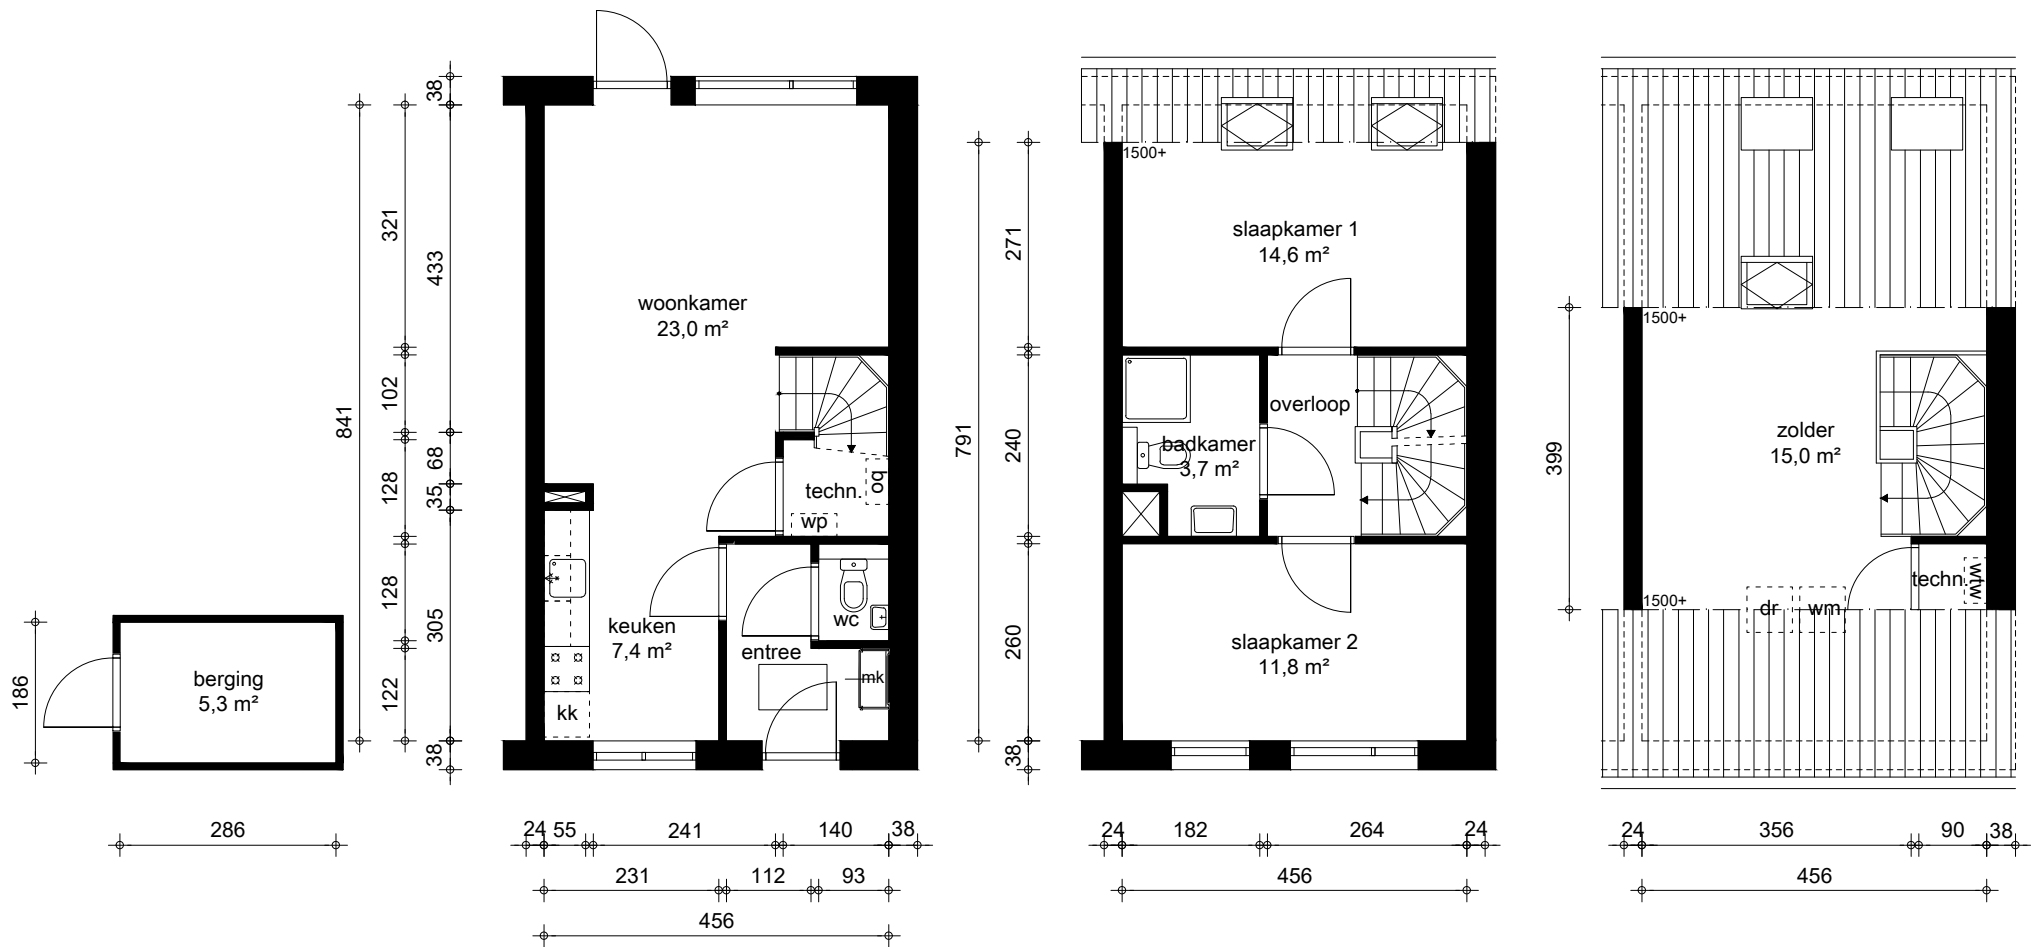 berging
5,3 m²
186
286
38
321
433
841
102
68
128
35
128
305
122
38
woonkamer
23,0 m²
techn.
bo
wp
wc
keuken
7,4 m²
entree
mk
kk
24
55
241
140
38
231
112
93
456
1500+
slaapkamer 1
14,6 m²
271
791
overloop
badkamer
3,7 m²
240
260
slaapkamer 2
11,8 m²
38
24
182
264
24
456
1500+
399
zolder
15,0 m²
techn.
wtw
1500+
dr
wm
24
356
90
38
456